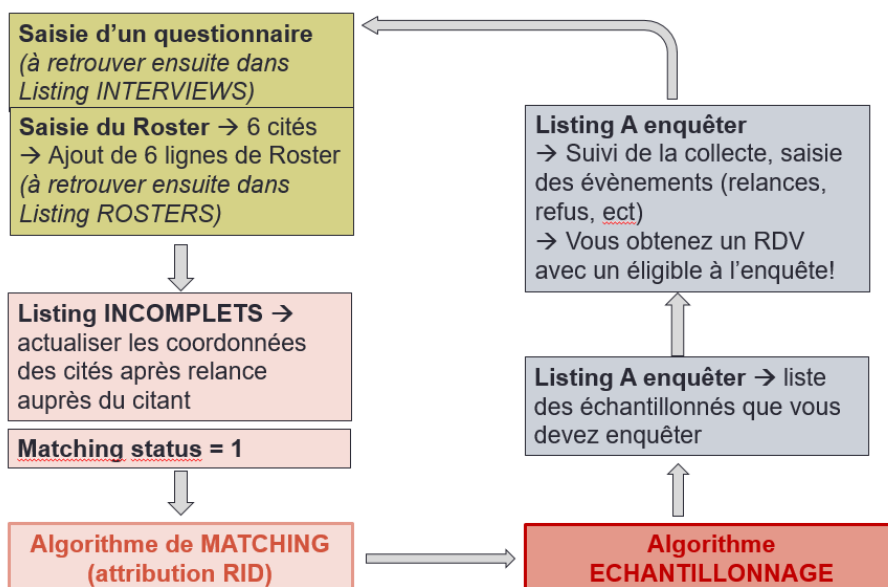 Saisie d’un questionnaire
(à retrouver ensuite dans
Listing INTERVIEWS)
Saisie du Roster → 6 cités
→ Ajout de 6 lignes de Roster
(à retrouver ensuite dans
Listing ROSTERS)
Listing INCOMPLETS →
actualiser les coordonnées
des cités après relance
auprès du citant
Matching status = 1
Algorithme de MATCHING
(attribution RID)
Algorithme
ECHANTILLONNAGE
Listing A enquêter → liste
des échantillonnés que vous
devez enquêter
Listing A enquêter
→ Suivi de la collecte, saisie
des évènements (relances,
refus, ect)
→ Vous obtenez un RDV
avec un éligible à l’enquête!